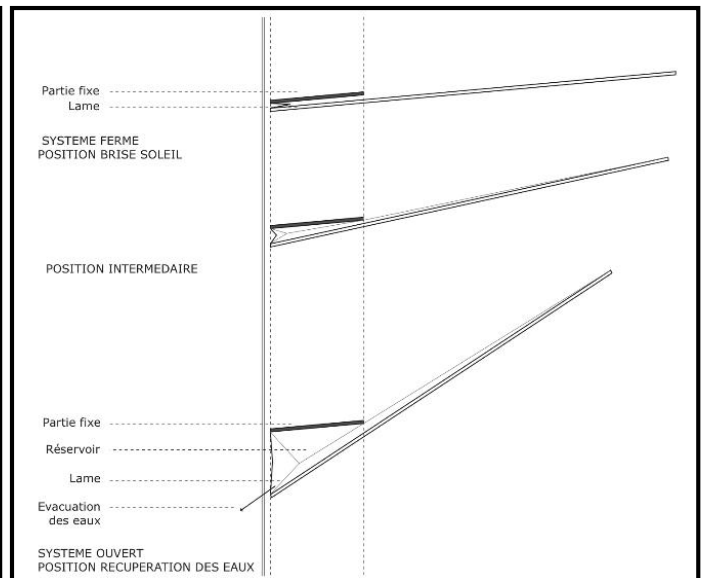 Partie fixe
Lame
SYSTEME FERME
POSITION BRISE SOLEIL
POSITION INTERMEDAIRE
Partie fixe
Réservoir
Lame
Evacuation
des eaux
SYSTEME OUVERT
POSITION RECUPERATION DES EAUX